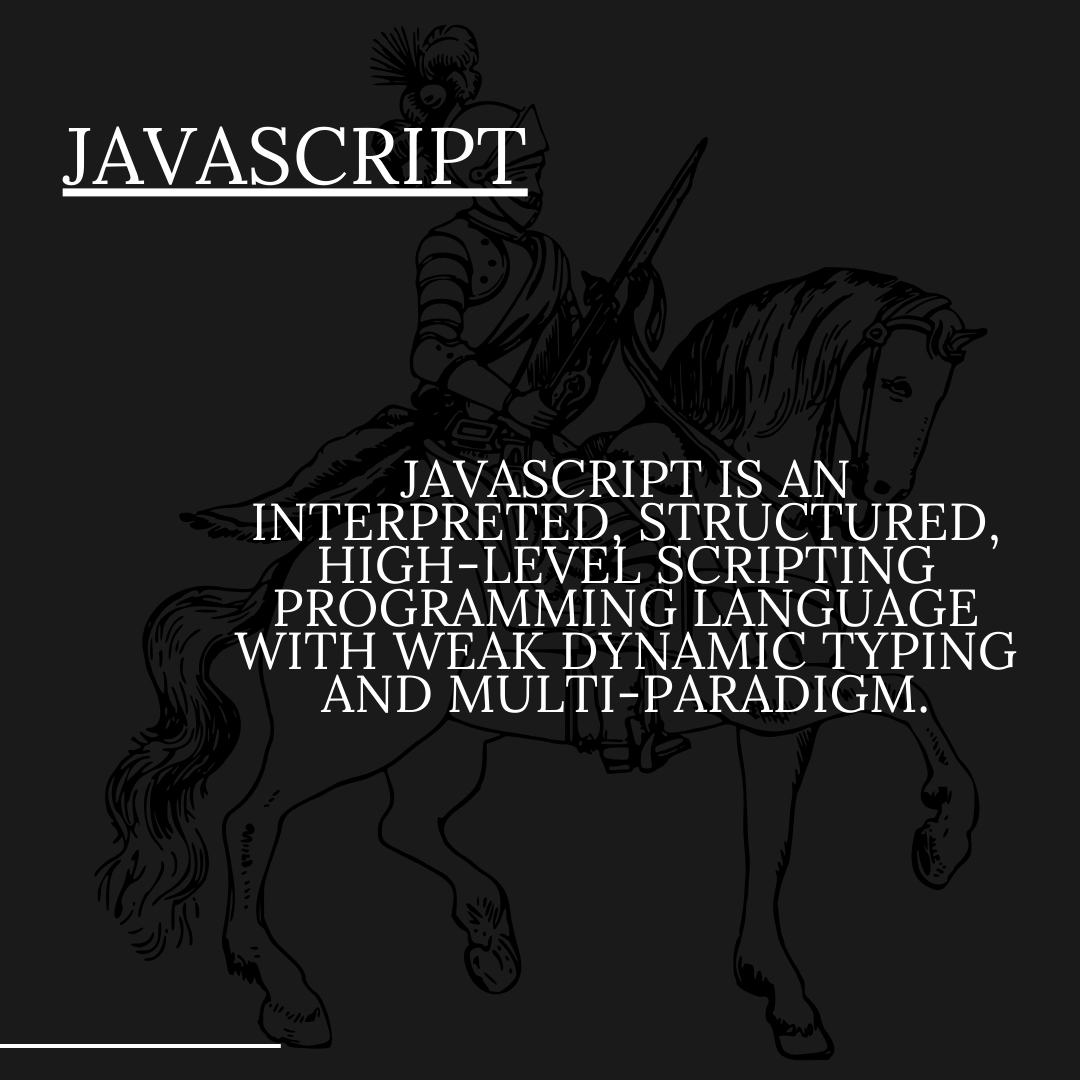 JAVASCRIPT
JAVASCRIPT IS AN
INTERPRETED, STRUCTURED,
HIGH-LEVEL SCRIPTING
PROGRAMMING LANGUAGE
WITH WEAK DYNAMIC TYPING
AND MULTI-PARADIGM.